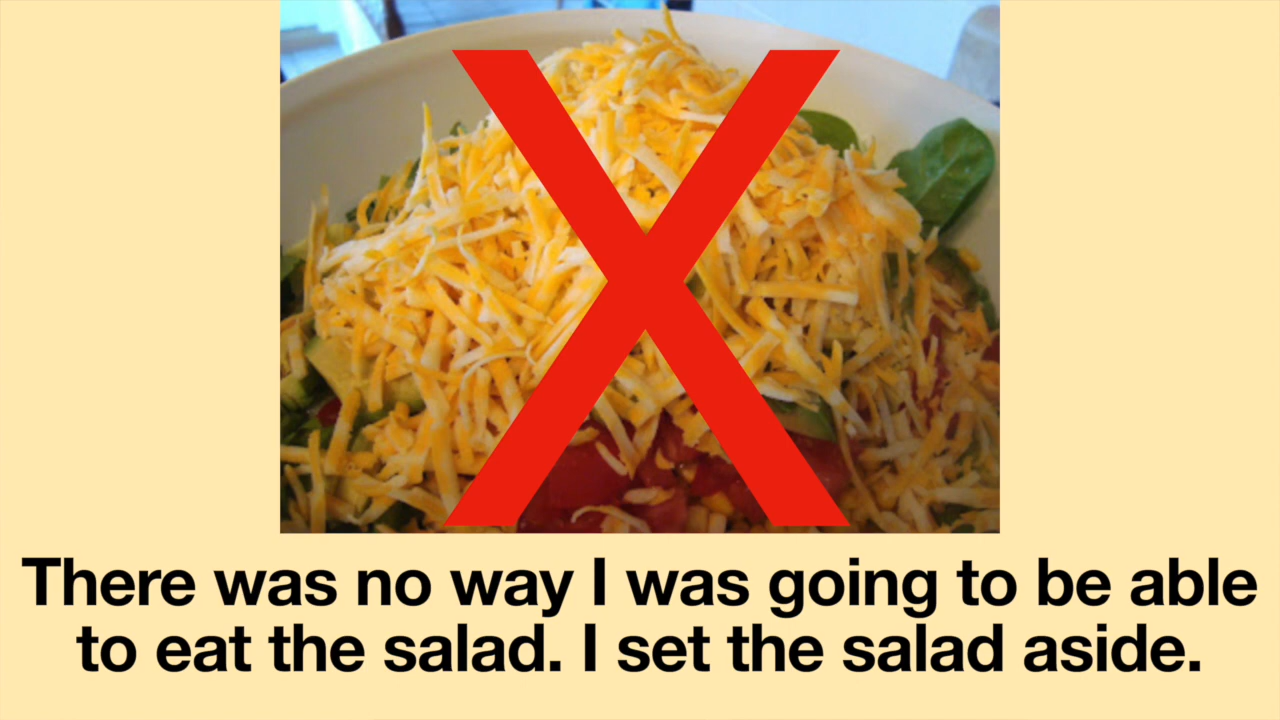 There was no way I was going to be able
to eat the salad. I set the salad aside.